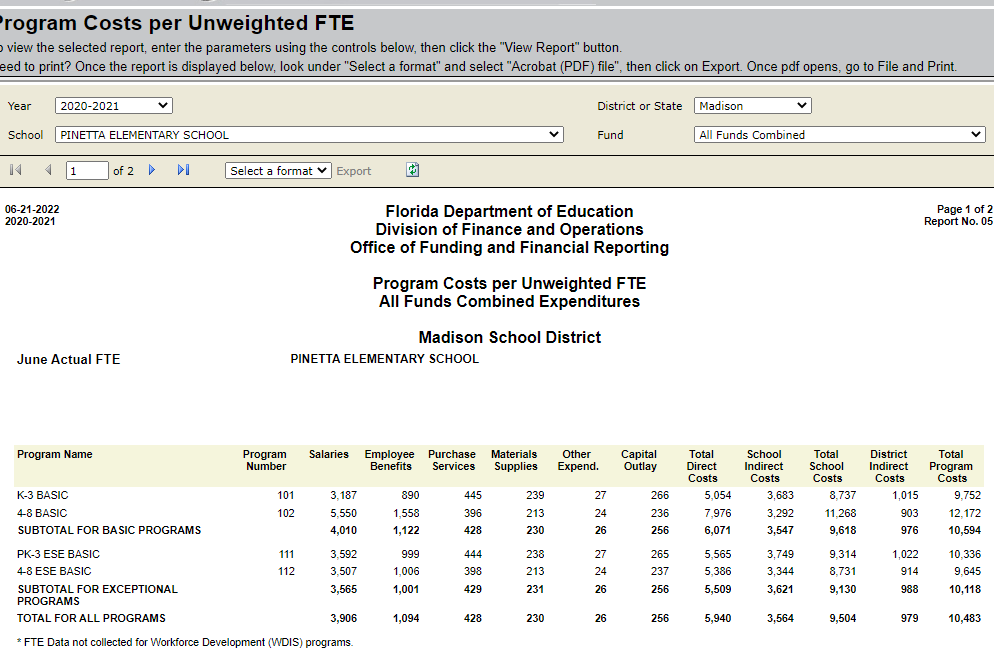 Program Costs per Unweighted FTE
o view the selected report, enter the parameters using the controls below, then click the "View Report" button.
eed to print? Once the report is displayed below, look under "Select a format" and select "Acrobat (PDF) file", then click on Export. Once pdf opens, go to File and Print.
Year 2020-2021 District or State Madison
School PINETTA ELEMENTARY SCHOOL Fund All Funds Combined
1 of 2 Select a format Export
06-21-2022 Florida Department of Education Page 1 of 2
2020-2021 Division of Finance and Operations Report No. 05
Office of Funding and Financial Reporting
Program Costs per Unweighted FTE
All Funds Combined Expenditures
Madison School District
June Actual FTE PINETTA ELEMENTARY SCHOOL
Program Name Program Number Salaries Employee Benefits Purchase Services Materials Supplies Other Expend. Capital Outlay Total Direct Costs School Indirect Costs Total School Costs District Indirect Costs Total Program Costs
K-3 BASIC 101 3,187 890 445 239 27 266 5,054 3,683 8,737 1,015 9,752
4-8 BASIC 102 5,550 1,558 396 213 24 236 7,976 3,292 11,268 903 12,172
SUBTOTAL FOR BASIC PROGRAMS 4,010 1,122 428 230 26 256 6,071 3,547 9,618 976 10,594
PK-3 ESE BASIC 111 3,592 999 444 238 27 265 5,565 3,749 9,314 1,022 10,336
4-8 ESE BASIC 112 3,507 1,006 398 213 24 237 5,386 3,344 8,731 914 9,645
SUBTOTAL FOR EXCEPTIONAL PROGRAMS 3,565 1,001 429 231 26 256 5,509 3,621 9,130 988 10,118
TOTAL FOR ALL PROGRAMS 3,906 1,094 428 230 26 256 5,940 3,564 9,504 979 10,483
* FTE Data not collected for Workforce Development (WDIS) programs.